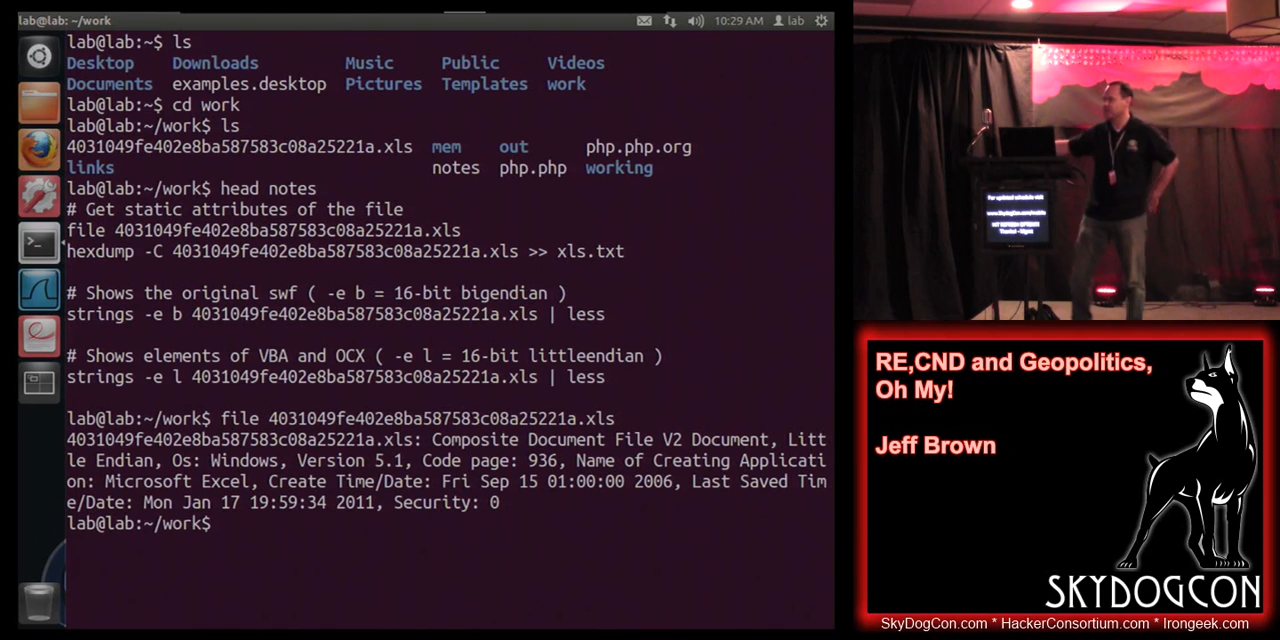 lab@lab: ~/work
10:29 AM
lab
lab@lab:~$ ls
Desktop Downloads Music Public Videos
Documents examples.desktop Pictures Templates work
lab@lab:~$ cd work
lab@lab:~/work$ ls
4031049fe402e8ba587583c08a25221a.xls mem out php.php.org
links notes php.php working
lab@lab:~/work$ head notes
# Get static attributes of the file
file 4031049fe402e8ba587583c08a25221a.xls
hexdump -C 4031049fe402e8ba587583c08a25221a.xls >> xls.txt
# Shows the original swf ( -e b = 16-bit bigendian )
strings -e b 4031049fe402e8ba587583c08a25221a.xls | less
# Shows elements of VBA and OCX ( -e l = 16-bit littleendian )
strings -e l 4031049fe402e8ba587583c08a25221a.xls | less
lab@lab:~/work$ file 4031049fe402e8ba587583c08a25221a.xls
4031049fe402e8ba587583c08a25221a.xls: Composite Document File V2 Document, Litt
le Endian, Os: Windows, Version 5.1, Code page: 936, Name of Creating Applicati
on: Microsoft Excel, Create Time/Date: Fri Sep 15 01:00:00 2006, Last Saved Tim
e/Date: Mon Jan 17 19:59:34 2011, Security: 0
lab@lab:~/work$
For updated schedule visit
RE,CND and Geopolitics,
Oh My!
Jeff Brown
SKYDOGCON
SkyDogCon.com * HackerConsortium.com * Irongeek.com